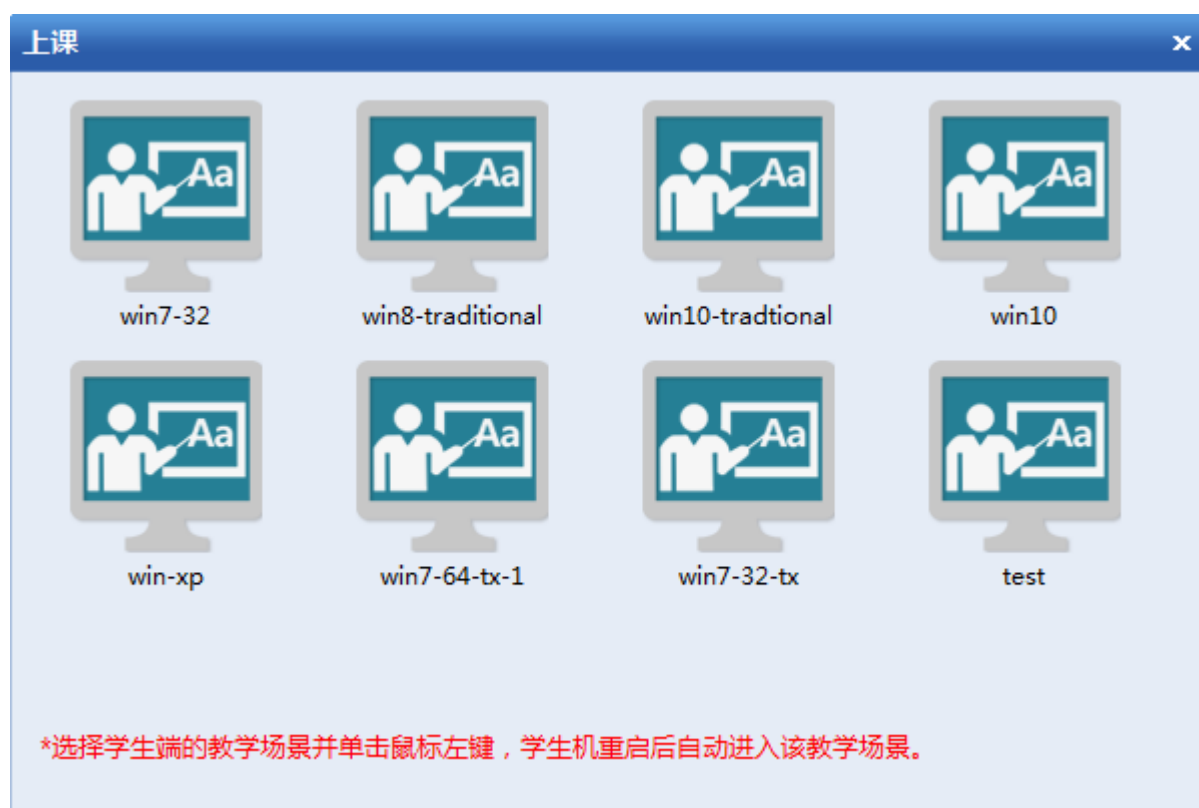 上课
x
Aa
Aa
Aa
Aa
win7-32
win8-traditional
win10-tradtional
win10
Aa
Aa
Aa
Aa
win-xp
win7-64-tx-1
win7-32-tx
test
*选择学生端的教学场景并单击鼠标左键，学生机重启后自动进入该教学场景。